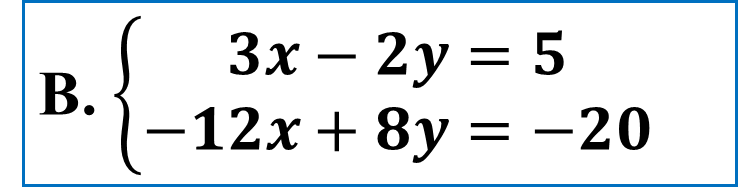 B. { 3x − 2y = 5
−12x + 8y = −20